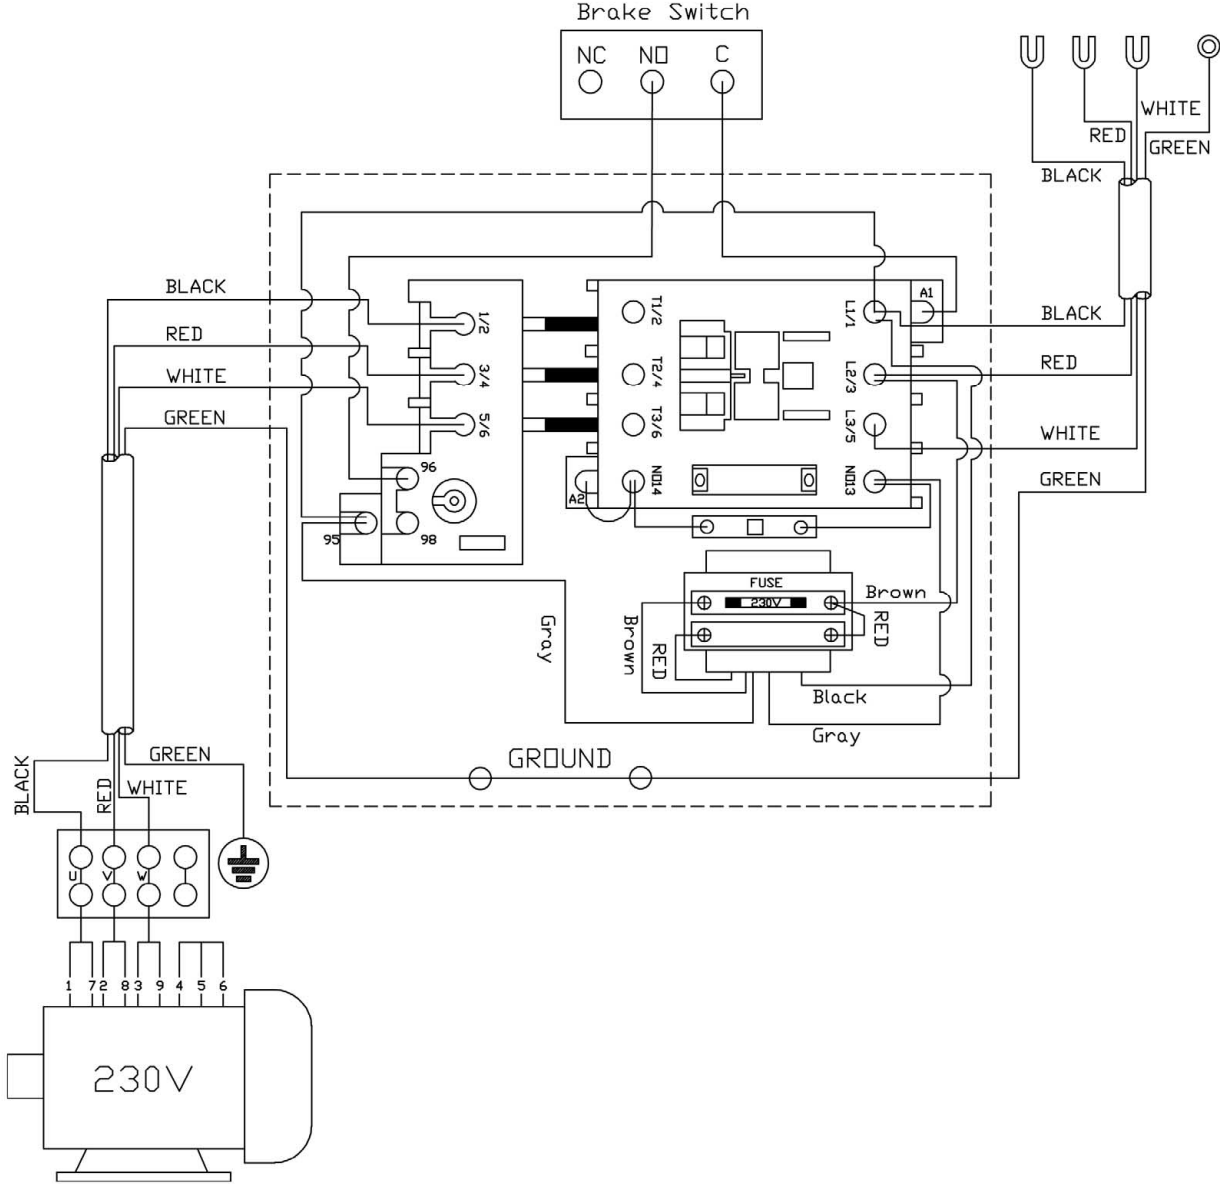 Brake Switch
NC NO C
WHITE
RED
GREEN
BLACK
BLACK
RED
WHITE
GREEN
1/2
3/4
5/6
96
95
98
T1/2
T2/4
T3/6
NO14
A2
L1/1
L2/3
L3/5
NO13
A1
BLACK
RED
WHITE
GREEN
FUSE
230V
Brown
RED
Gray
Brown
RED
Black
Gray
GROUND
BLACK
RED
WHITE
GREEN
U V W
1 7 2 8 3 9 4 5 6
230V